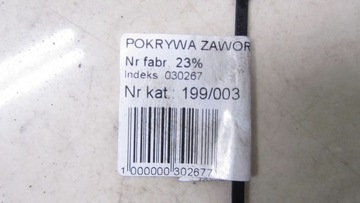 POKRYWA ZAWOR
Nr fabr. 23%
Indeks 030267
Nr kat.: 199/003
1 000000 302677